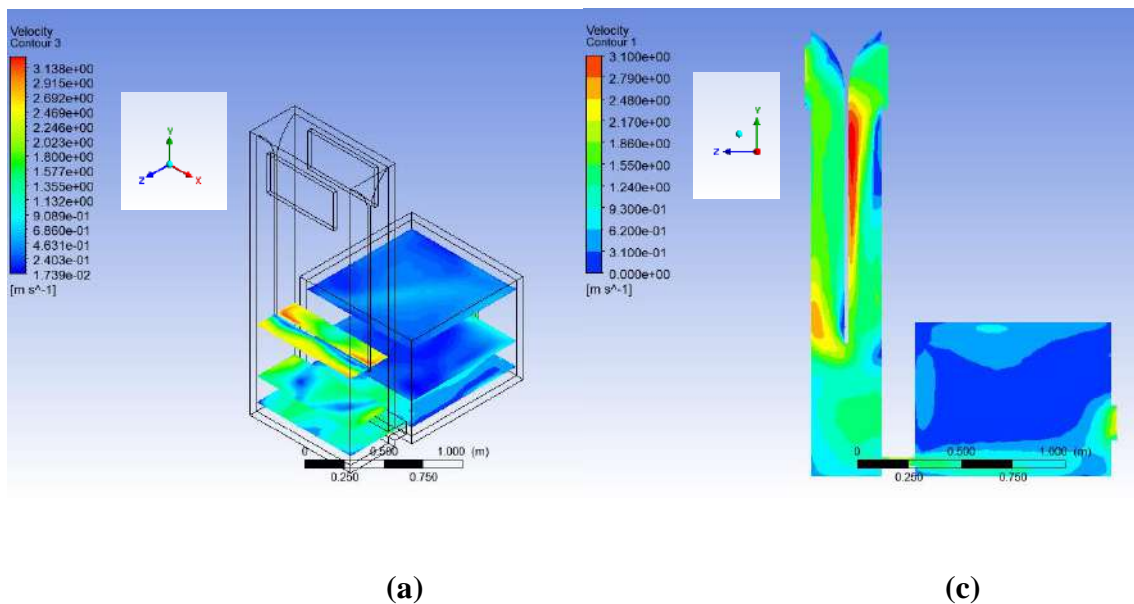 Velocity
Contour 3
3.138e+00
2.915e+00
2.692e+00
2.469e+00
2.246e+00
2.023e+00
1.800e+00
1.577e+00
1.355e+00
1.132e+00
9.089e-01
6.860e-01
4.631e-01
2.403e-01
1.739e-02
[m s^-1]
Y
Z
X
0
0.500
1.000
(m)
0.250
0.750
Velocity
Contour 1
3.100e+00
2.790e+00
2.480e+00
2.170e+00
1.860e+00
1.550e+00
1.240e+00
9.300e-01
6.200e-01
3.100e-01
0.000e+00
[m s^-1]
Y
Z
0
0.500
1.000
(m)
0.250
0.750
(a)
(c)